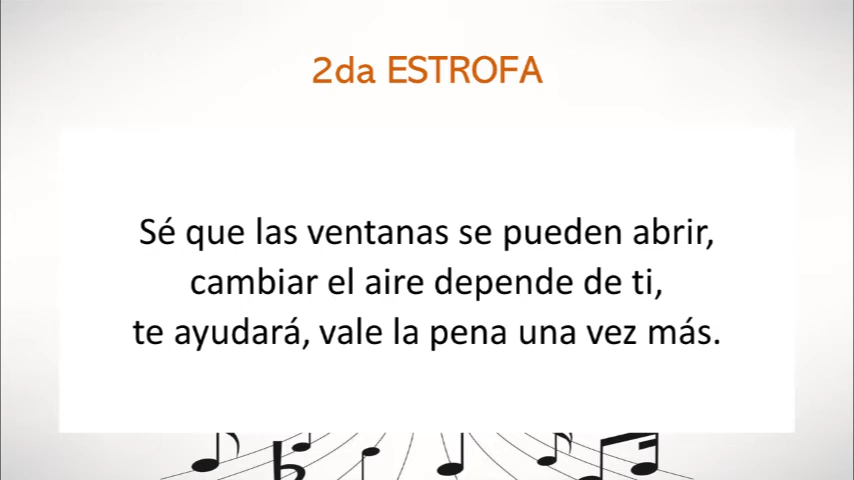 2da ESTROFA
Sé que las ventanas se pueden abrir,
cambiar el aire depende de ti,
te ayudará, vale la pena una vez más.